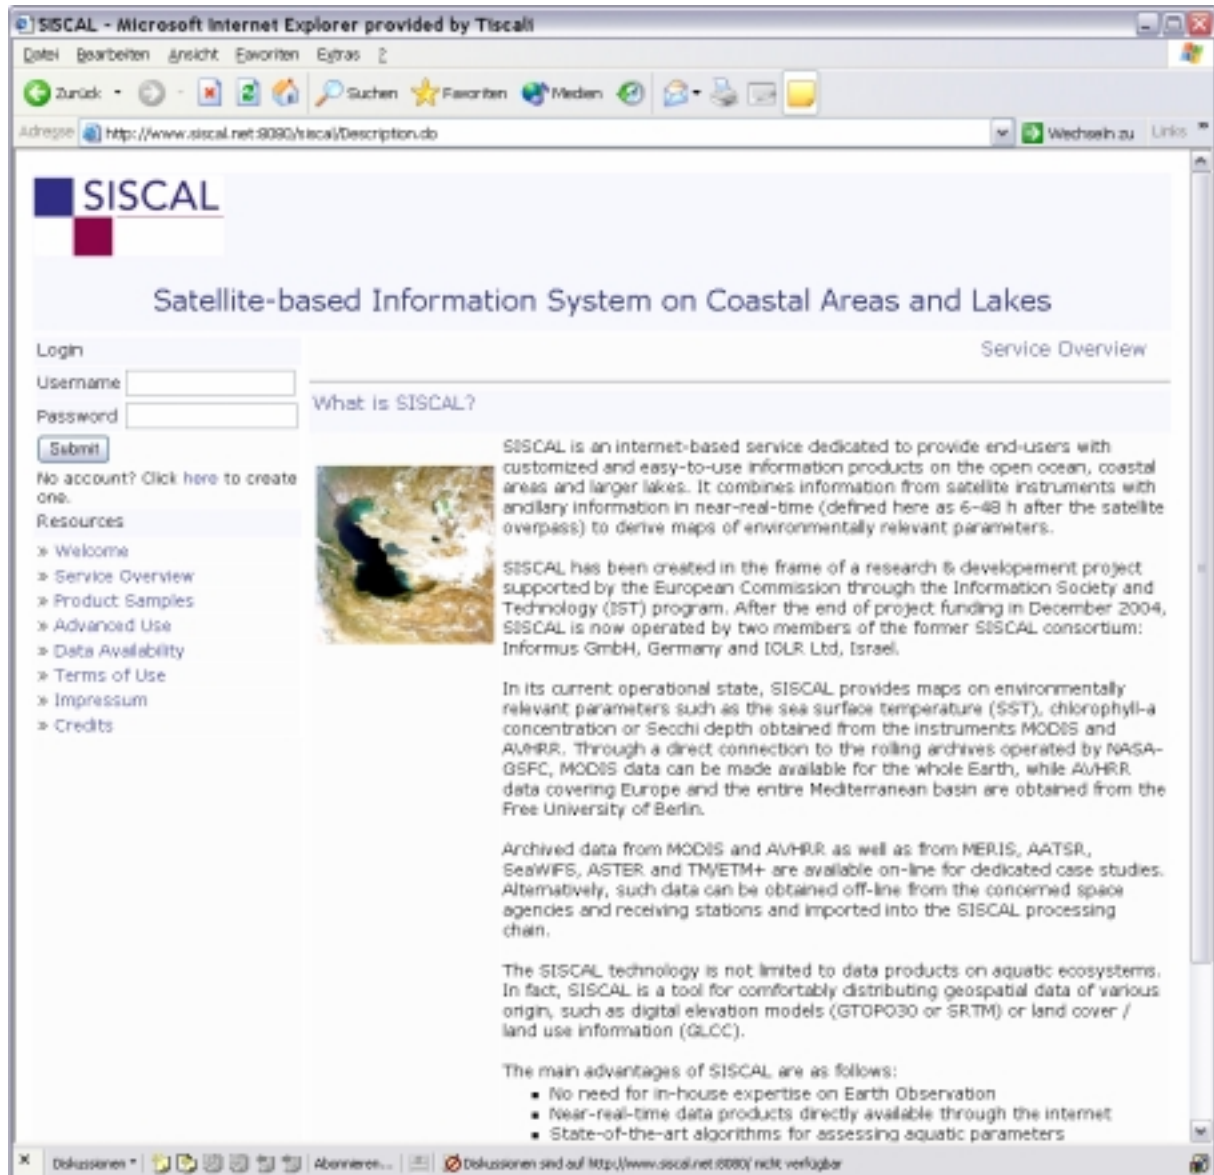 SISCAL - Microsoft Internet Explorer provided by Tiscali
Datei Bearbeiten Ansicht Favoriten Extras ?
Zurück Suchen Favoriten Medien
Adresse http://www.siscal.net:8080/siscal/Description.do Wechseln zu Links
SISCAL
Satellite-based Information System on Coastal Areas and Lakes
Login
Username
Password
Submit
No account? Click here to create
one.
Resources
» Welcome
» Service Overview
» Product Samples
» Advanced Use
» Data Availability
» Terms of Use
» Impressum
» Credits
Service Overview
What is SISCAL?
SISCAL is an internet-based service dedicated to provide end-users with
customized and easy-to-use information products on the open ocean, coastal
areas and larger lakes. It combines information from satellite instruments with
ancillary information in near-real-time (defined here as 6-48 h after the satellite
overpass) to derive maps of environmentally relevant parameters.
SISCAL has been created in the frame of a research & developement project
supported by the European Commission through the Information Society and
Technology (IST) program. After the end of project funding in December 2004,
SISCAL is now operated by two members of the former SISCAL consortium:
Informus GmbH, Germany and IOLR Ltd, Israel.
In its current operational state, SISCAL provides maps on environmentally
relevant parameters such as the sea surface temperature (SST), chlorophyll-a
concentration or Secchi depth obtained from the instruments MODIS and
AVHRR. Through a direct connection to the rolling archives operated by NASA-
GSFC, MODIS data can be made available for the whole Earth, while AVHRR
data covering Europe and the entire Mediterranean basin are obtained from the
Free University of Berlin.
Archived data from MODIS and AVHRR as well as from MERIS, AATSR,
SeaWiFS, ASTER and TM/ETM+ are available on-line for dedicated case studies.
Alternatively, such data can be obtained off-line from the concerned space
agencies and receiving stations and imported into the SISCAL processing
chain.
The SISCAL technology is not limited to data products on aquatic ecosystems.
In fact, SISCAL is a tool for comfortably distributing geospatial data of various
origin, such as digital elevation models (GTOPO30 or SRTM) or land cover /
land use information (GLCC).
The main advantages of SISCAL are as follows:
▪ No need for in-house expertise on Earth Observation
▪ Near-real-time data products directly available through the internet
▪ State-of-the-art algorithms for assessing aquatic parameters
Diskussionen Abonnieren... Diskussionen sind auf http://www.siscal.net:8080/ nicht verfügbar